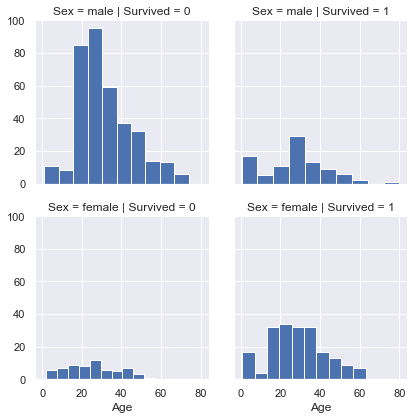 Sex = male | Survived = 0
Sex = male | Survived = 1
100
80
60
40
20
0
Sex = female | Survived = 0
Sex = female | Survived = 1
100
80
60
40
20
0
0 20 40 60 80
0 20 40 60 80
Age
Age